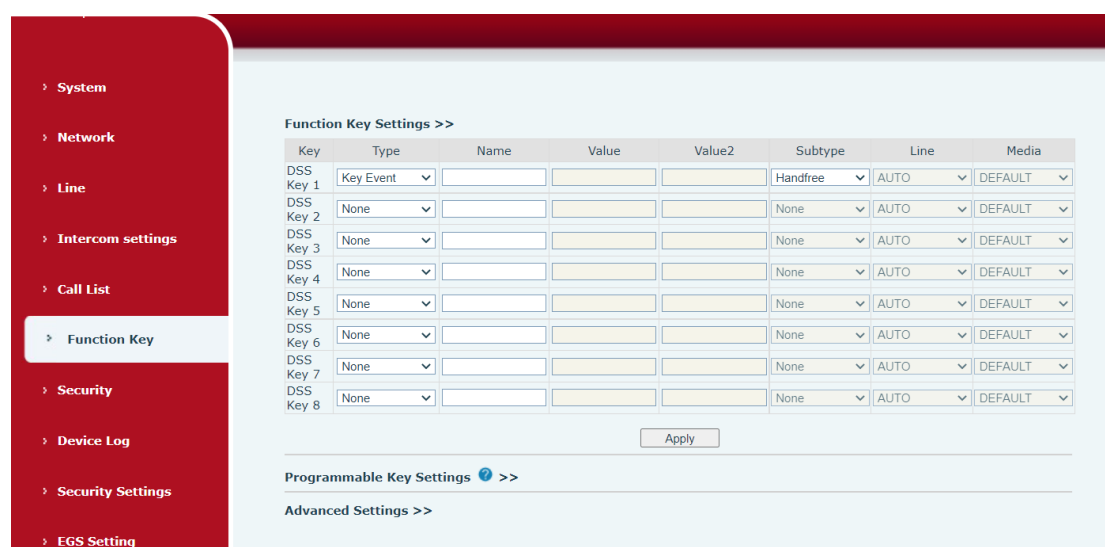 System
Network
Line
Intercom settings
Call List
Function Key
Security
Device Log
Security Settings
EGS Setting
Function Key Settings >>
Key Type Name Value Value2 Subtype Line Media
DSS Key 1 Key Event Handfree AUTO DEFAULT
DSS Key 2 None None AUTO DEFAULT
DSS Key 3 None None AUTO DEFAULT
DSS Key 4 None None AUTO DEFAULT
DSS Key 5 None None AUTO DEFAULT
DSS Key 6 None None AUTO DEFAULT
DSS Key 7 None None AUTO DEFAULT
DSS Key 8 None None AUTO DEFAULT
Apply
Programmable Key Settings ? >>
Advanced Settings >>